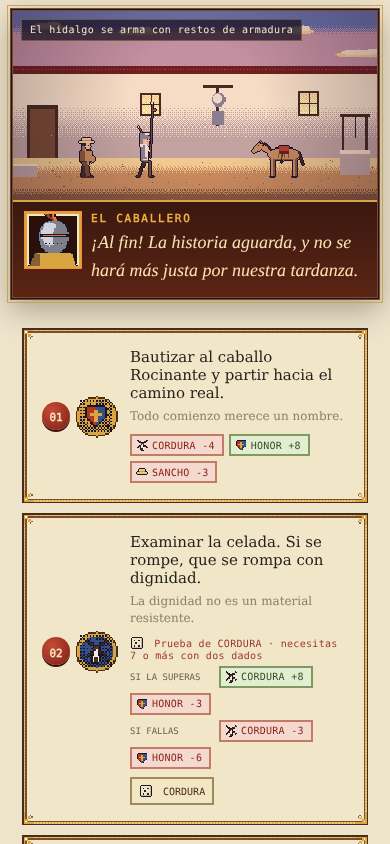 El hidalgo se arma con restos de armadura
EL CABALLERO
¡Al fin! La historia aguarda, y no se
hará más justa por nuestra tardanza.
01
Bautizar al caballo
Rocinante y partir hacia el
camino real.
Todo comienzo merece un nombre.
CORDURA -4
HONOR +8
SANCHO -3
02
Examinar la celada. Si se
rompe, que se rompa con
dignidad.
La dignidad no es un material
resistente.
Prueba de CORDURA · necesitas
7 o más con dos dados
SI LA SUPERAS
CORDURA +8
HONOR -3
SI FALLAS
CORDURA -3
HONOR -6
CORDURA